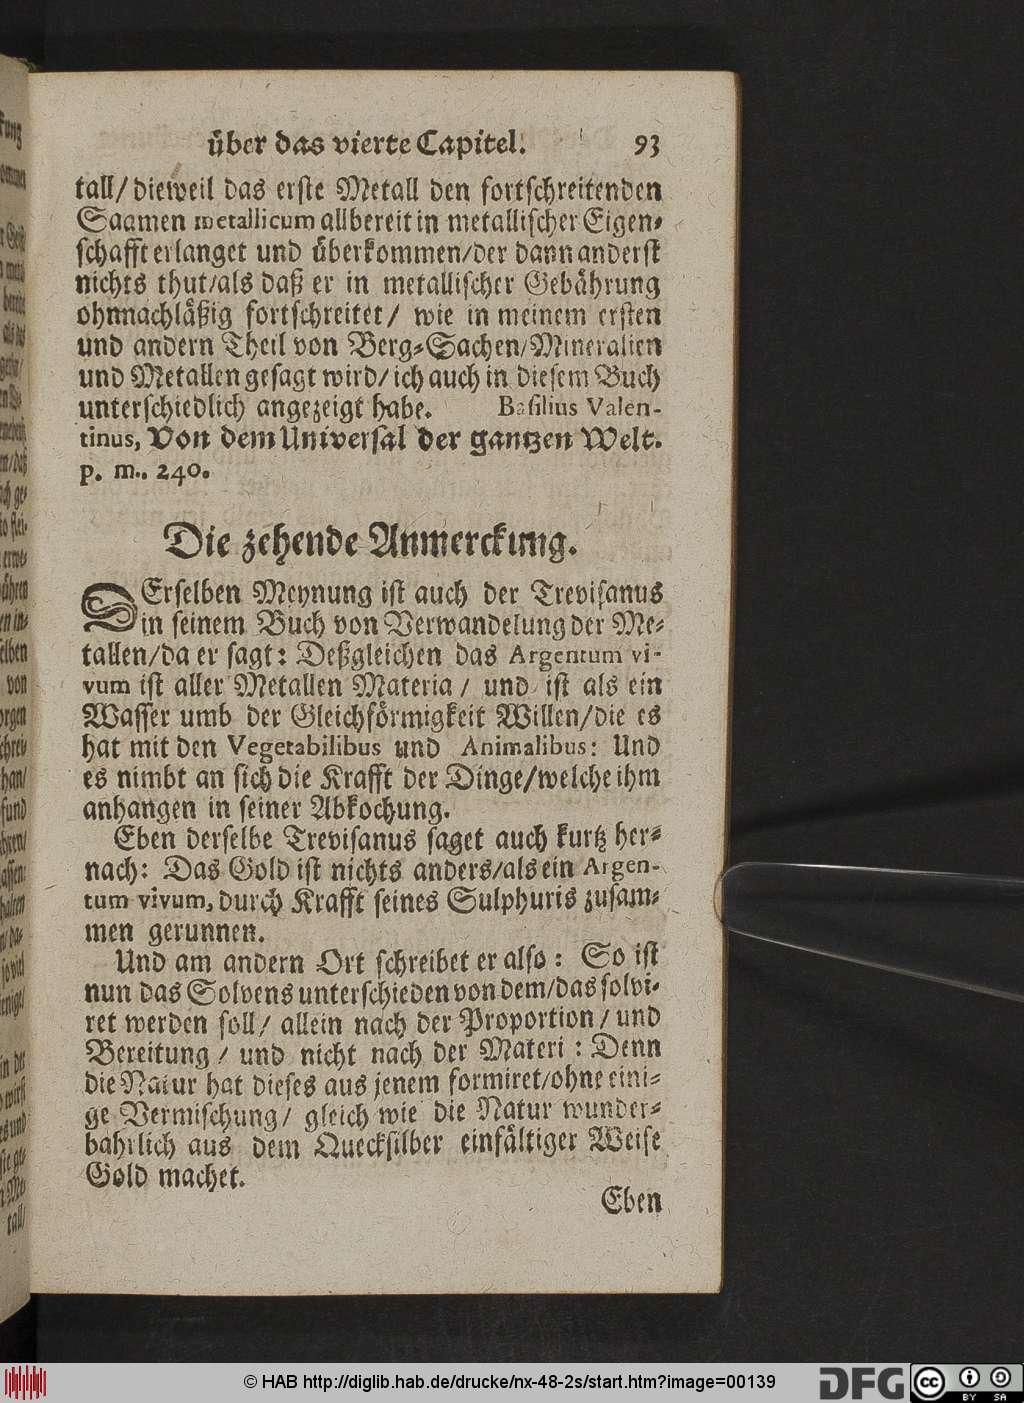 über das vierte Capitel. 93
tall/ dieweil das erste Metall den fortschreitenden
Saamen metallicum allbereit in metallischer Eigen-
schafft erlanget und überkommen/der dann anderst
nichts thut/als daß er in metallischer Gebährung
ohnnachläßig fortschreitet/ wie in meinem ersten
und andern Theil von Berg-Sachen/Mineralien
und Metallen gesagt wird/ich auch in diesem Buch
unterschiedlich angezeigt habe. Basilius Valen-
tinus, Von dem Universal der gantzen Welt.
p. m. 240.
Die zehende Anmerckung.
DErselben Meynung ist auch der Trevisanus
in seinem Buch von Verwandelung der Me-
tallen/da er sagt: Deßgleichen das Argentum vi-
vum ist aller Metallen Materia/ und ist als ein
Wasser umb der Gleichförmigkeit Willen/die es
hat mit den Vegetabilibus und Animalibus: Und
es nimbt an sich die Krafft der Dinge/welche ihm
anhangen in seiner Abkochung.
Eben derselbe Trevisanus saget auch kurtz her-
nach: Das Gold ist nichts anders/als ein Argen-
tum vivum, durch Krafft seines Sulphuris zusam-
men gerunnen.
Und am andern Ort schreibet er also: So ist
nun das Solvens unterschieden von dem/das solvi-
ret werden soll/ allein nach der Proportion/ und
Bereitung/ und nicht nach der Materi: Denn
die Natur hat dieses aus jenem formiret/ohne eini-
ge Vermischung/ gleich wie die Natur wunder-
bahrlich aus dem Quecksilber einfältiger Weise
Gold machet.
Eben
© HAB http://diglib.hab.de/drucke/nx-48-2s/start.htm?image=00139
DFG
cc BY SA